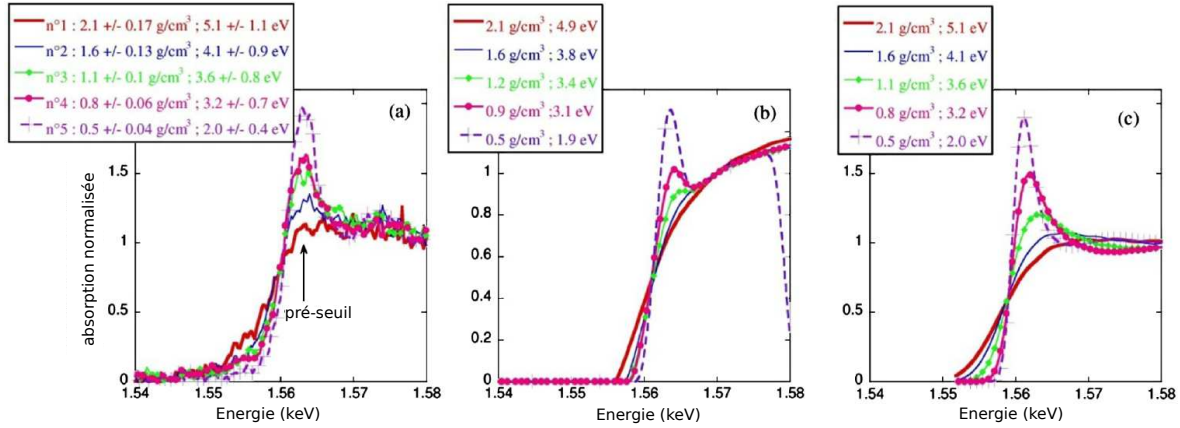 n°1 : 2.1 +/- 0.17 g/cm³ ; 5.1 +- 1.1 eV
n°2 : 1.6 +/- 0.13 g/cm³ ; 4.1 +/- 0.9 eV
n°3 : 1.1 +/- 0.1 g/cm³ ; 3.6 +/- 0.8 eV
n°4 : 0.8 +/- 0.06 g/cm³ ; 3.2 +/- 0.7 eV
n°5 : 0.5 +/- 0.04 g/cm³ ; 2.0 +/- 0.4 eV
(a)
absorption normalisée
1.5
1
0.5
0
pré-seuil
1.54 1.55 1.56 1.57 1.58
Energie (keV)
2.1 g/cm³ ; 4.9 eV
1.6 g/cm³ ; 3.8 eV
1.2 g/cm³ ; 3.4 eV
0.9 g/cm³ ;3.1 eV
0.5 g/cm³ ; 1.9 eV
(b)
1
0.8
0.6
0.4
0.2
0
1.54 1.55 1.56 1.57 1.58
Energie (keV)
2.1 g/cm³ ; 5.1 eV
1.6 g/cm³ ; 4.1 eV
1.1 g/cm³ ; 3.6 eV
0.8 g/cm³ ; 3.2 eV
0.5 g/cm³ ; 2.0 eV
(c)
1.5
1
0.5
0
1.54 1.55 1.56 1.57 1.58
Energie (keV)